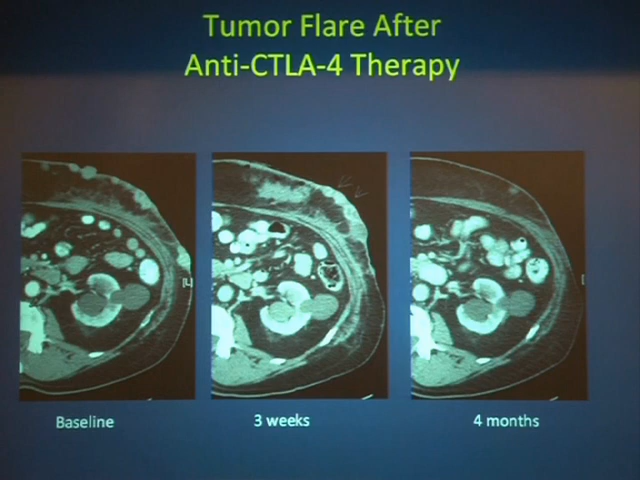 Tumor Flare After
Anti-CTLA-4 Therapy
Baseline
3 weeks
4 months